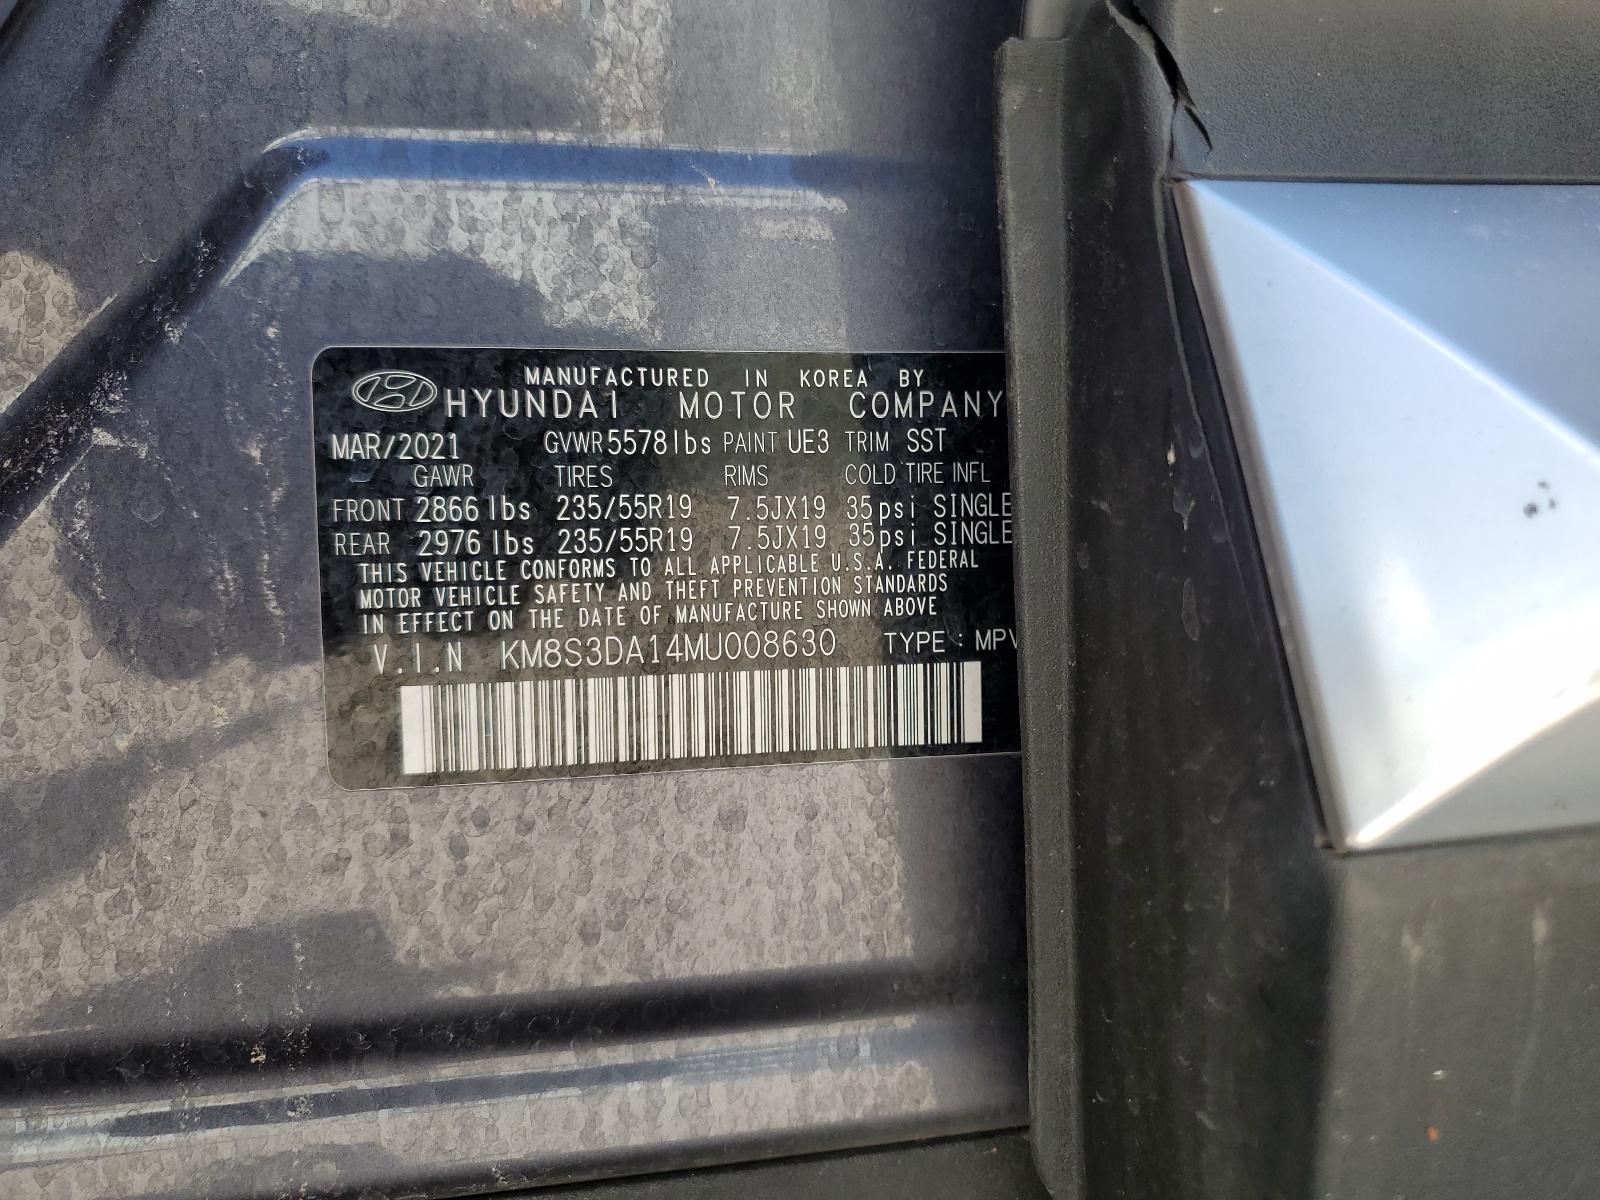 MANUFACTURED IN KOREA BY
HYUNDAI MOTOR COMPANY
MAR/2021 GVWR 5578lbs PAINT UE3 TRIM SST
GAWR TIRES RIMS COLD TIRE INFL
FRONT 2866 lbs 235/55R19 7.5JX19 35psi SINGLE
REAR 2976 lbs 235/55R19 7.5JX19 35psi SINGLE
THIS VEHICLE CONFORMS TO ALL APPLICABLE U.S.A. FEDERAL
MOTOR VEHICLE SAFETY AND THEFT PREVENTION STANDARDS
IN EFFECT ON THE DATE OF MANUFACTURE SHOWN ABOVE
V.I.N KM8S3DA14MU008630 TYPE : MPV